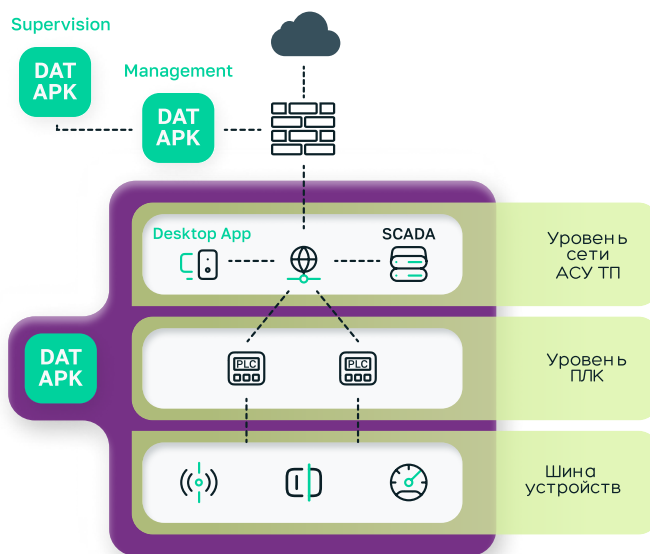 Supervision
DAT
APK
Management
DAT
APK
Desktop App
SCADA
Уровень
сети
АСУ ТП
DAT
APK
PLC
PLC
Уровень
ПЛК
Шина
устройств